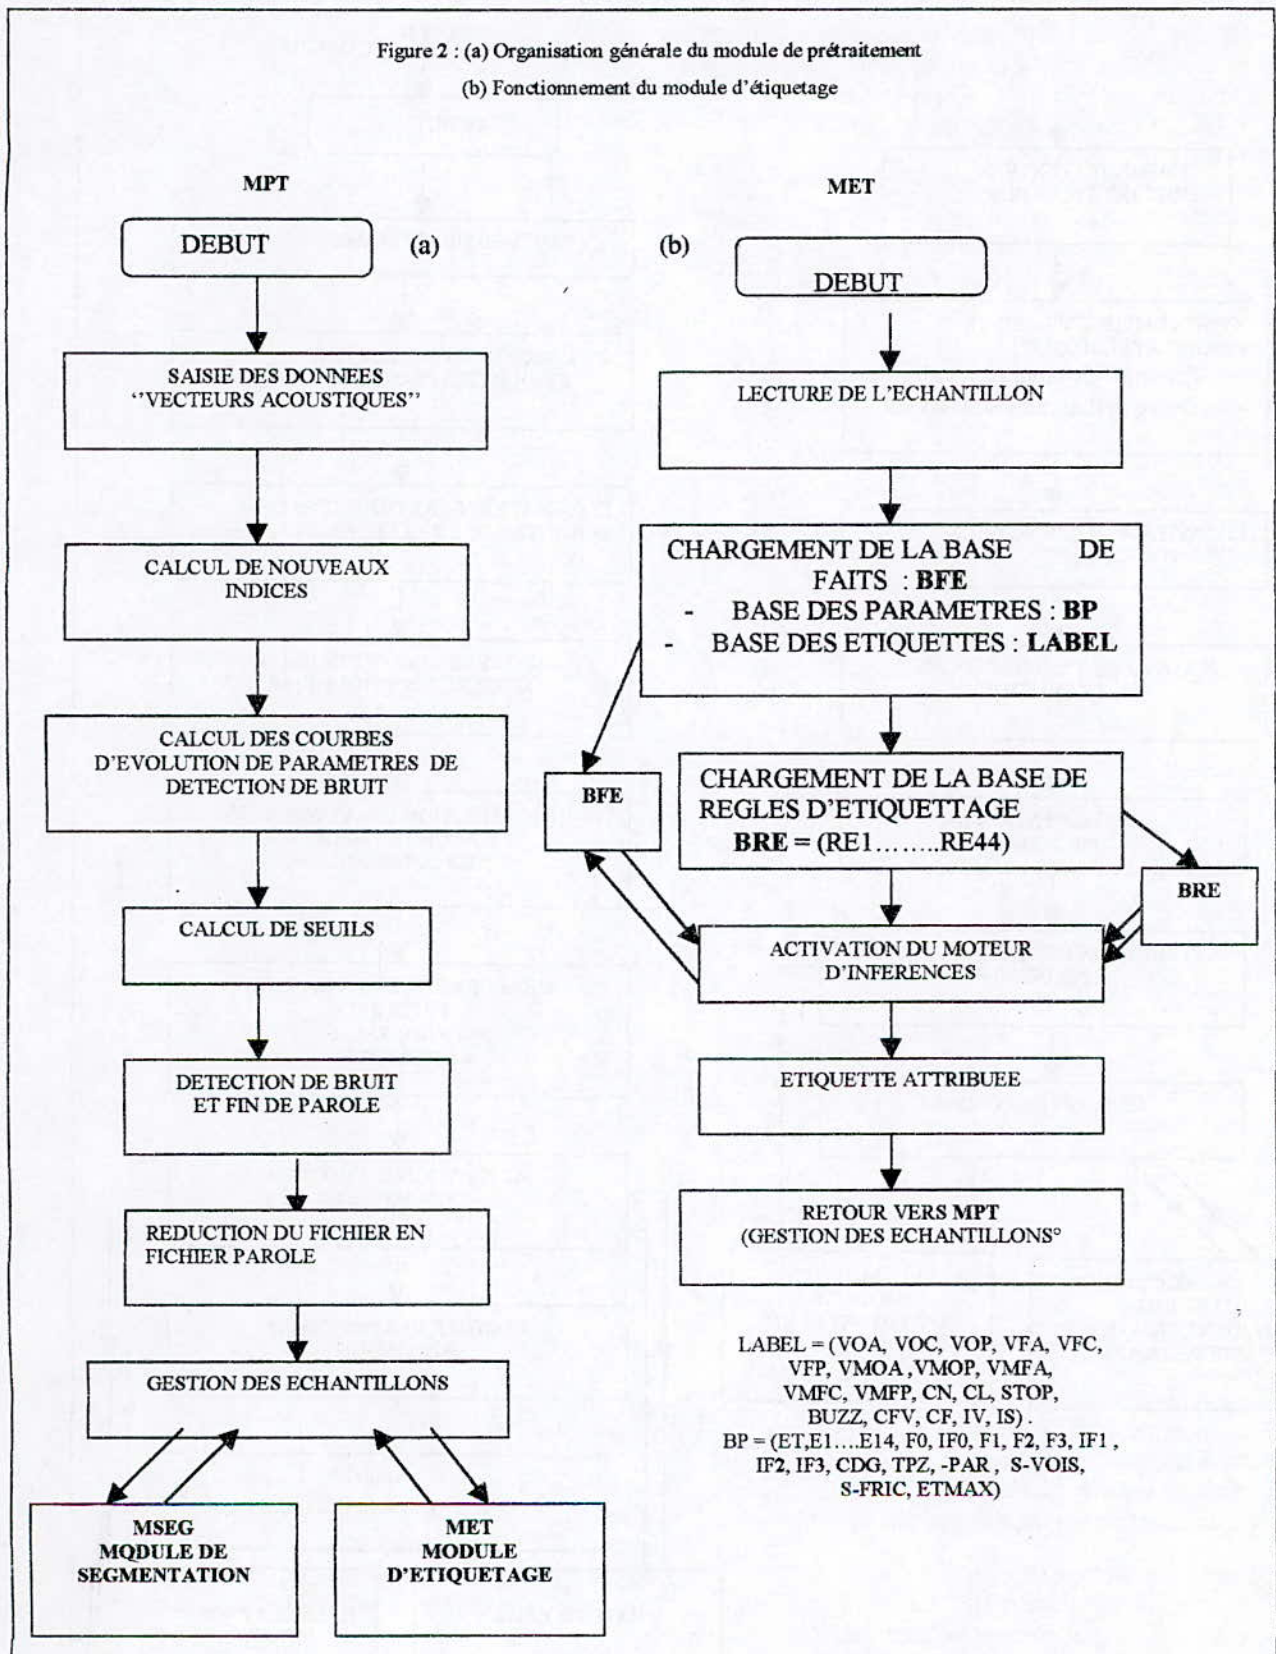 Figure 2 : (a) Organisation générale du module de prétraitement
(b) Fonctionnement du module d'étiquetage
MPT
DEBUT
(a)
SAISIE DES DONNEES
‘‘VECTEURS ACOUSTIQUES’’
CALCUL DE NOUVEAUX
INDICES
CALCUL DES COURBES
D'EVOLUTION DE PARAMETRES DE
DETECTION DE BRUIT
CALCUL DE SEUILS
DETECTION DE BRUIT
ET FIN DE PAROLE
REDUCTION DU FICHIER EN
FICHIER PAROLE
GESTION DES ECHANTILLONS
MSEG
MQDULE DE
SEGMENTATION
MET
MODULE
D'ETIQUETAGE
MET
(b)
DEBUT
LECTURE DE L'ECHANTILLON
CHARGEMENT DE LA BASE DE
FAITS : BFE
- BASE DES PARAMETRES : BP
- BASE DES ETIQUETTES : LABEL
BFE
CHARGEMENT DE LA BASE DE
REGLES D'ETIQUETTAGE
BRE = (RE1........RE44)
BRE
ACTIVATION DU MOTEUR
D'INFERENCES
ETIQUETTE ATTRIBUEE
RETOUR VERS MPT
(GESTION DES ECHANTILLONS°
LABEL = (VOA, VOC, VOP, VFA, VFC,
VFP, VMOA ,VMOP, VMFA,
VMFC, VMFP, CN, CL, STOP,
BUZZ, CFV, CF, IV, IS) .
BP = (ET,E1....E14, F0, IF0, F1, F2, F3, IF1 ,
IF2, IF3, CDG, TPZ, -PAR , S-VOIS,
S-FRIC, ETMAX)